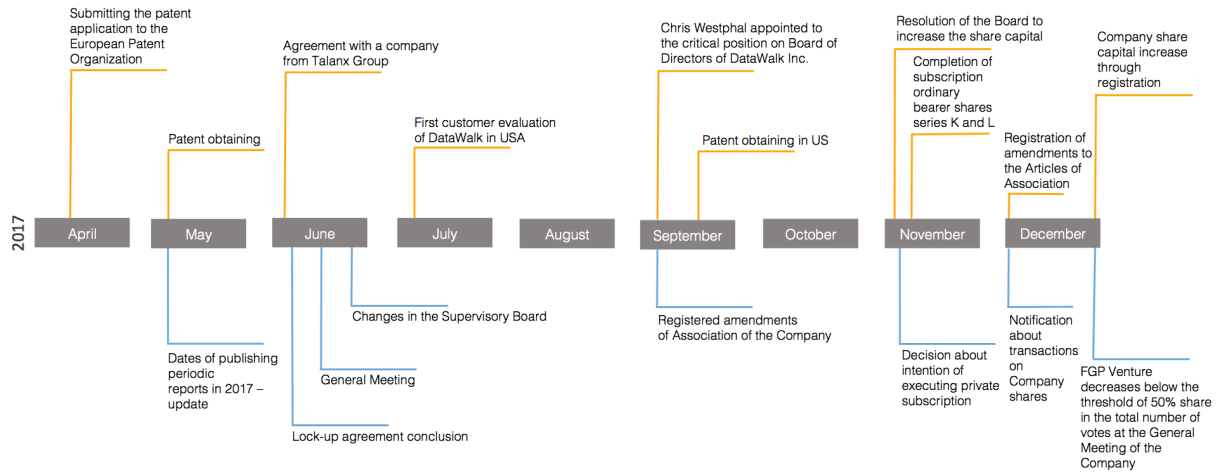 Submitting the patent
application to the
European Patent
Organization
Patent obtaining
Agreement with a company
from Talanx Group
First customer evaluation
of DataWalk in USA
Chris Westphal appointed to
the critical position on Board of
Directors of DataWalk Inc.
Patent obtaining in US
Resolution of the Board to
increase the share capital
Completion of
subscription
ordinary
bearer shares
series K and L
Registration of
amendments to
the Articles of
Association
Company share
capital increase
through
registration
2017
April
May
June
July
August
September
October
November
December
Dates of publishing
periodic
reports in 2017 –
update
Changes in the Supervisory Board
General Meeting
Lock-up agreement conclusion
Registered amendments
of Association of the Company
Decision about
intention of
executing private
subscription
Notification
about
transactions
on
Company
shares
FGP Venture
decreases below the
threshold of 50% share
in the total number of
votes at the General
Meeting of the
Company